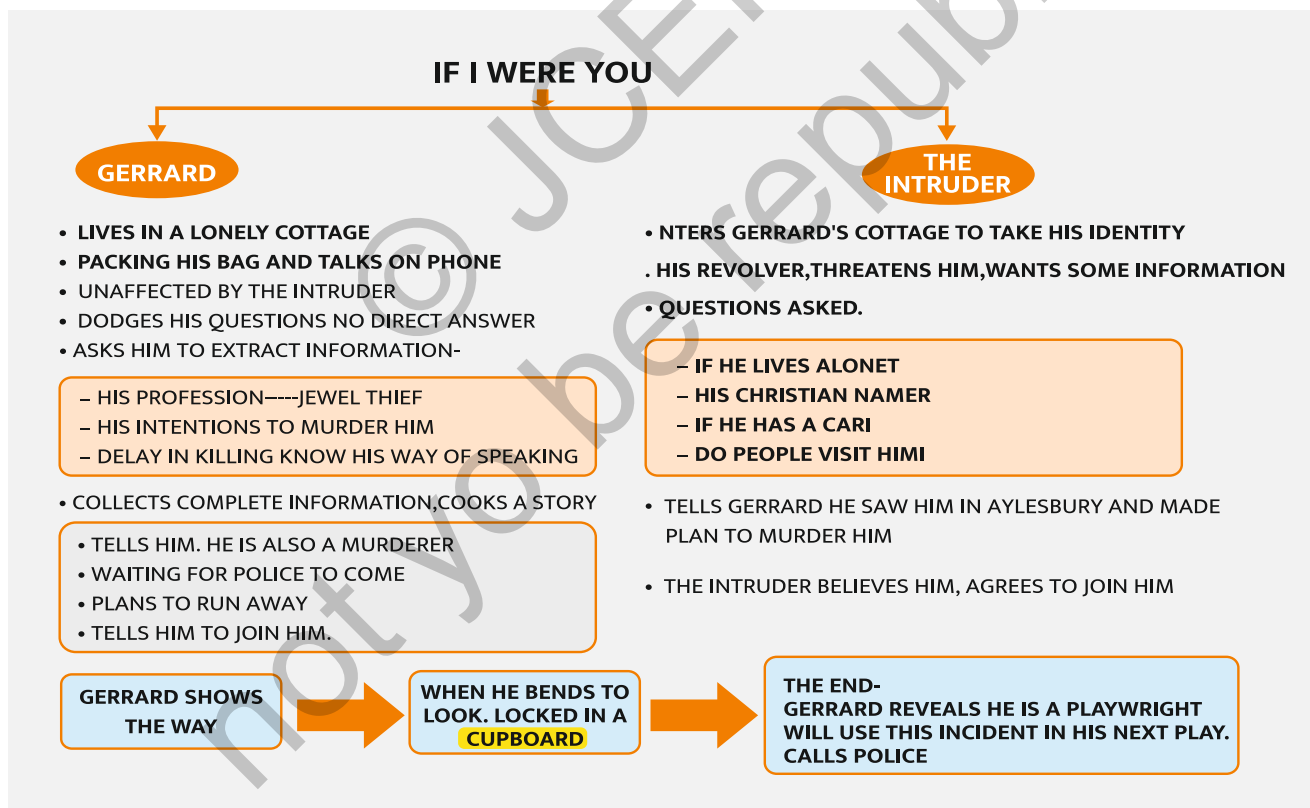 IF I WERE YOU
GERRARD
• LIVES IN A LONELY COTTAGE
• PACKING HIS BAG AND TALKS ON PHONE
• UNAFFECTED BY THE INTRUDER
• DODGES HIS QUESTIONS NO DIRECT ANSWER
• ASKS HIM TO EXTRACT INFORMATION-
– HIS PROFESSION–---JEWEL THIEF
– HIS INTENTIONS TO MURDER HIM
– DELAY IN KILLING KNOW HIS WAY OF SPEAKING
• COLLECTS COMPLETE INFORMATION,COOKS A STORY
• TELLS HIM. HE IS ALSO A MURDERER
• WAITING FOR POLICE TO COME
• PLANS TO RUN AWAY
• TELLS HIM TO JOIN HIM.
THE
INTRUDER
• NTERS GERRARD'S COTTAGE TO TAKE HIS IDENTITY
. HIS REVOLVER,THREATENS HIM,WANTS SOME INFORMATION
• QUESTIONS ASKED.
– IF HE LIVES ALONET
– HIS CHRISTIAN NAMER
– IF HE HAS A CARI
– DO PEOPLE VISIT HIMI
• TELLS GERRARD HE SAW HIM IN AYLESBURY AND MADE
PLAN TO MURDER HIM
• THE INTRUDER BELIEVES HIM, AGREES TO JOIN HIM
GERRARD SHOWS
THE WAY
WHEN HE BENDS TO
LOOK. LOCKED IN A
CUPBOARD
THE END-
GERRARD REVEALS HE IS A PLAYWRIGHT
WILL USE THIS INCIDENT IN HIS NEXT PLAY.
CALLS POLICE
© JCE
not yo be republ